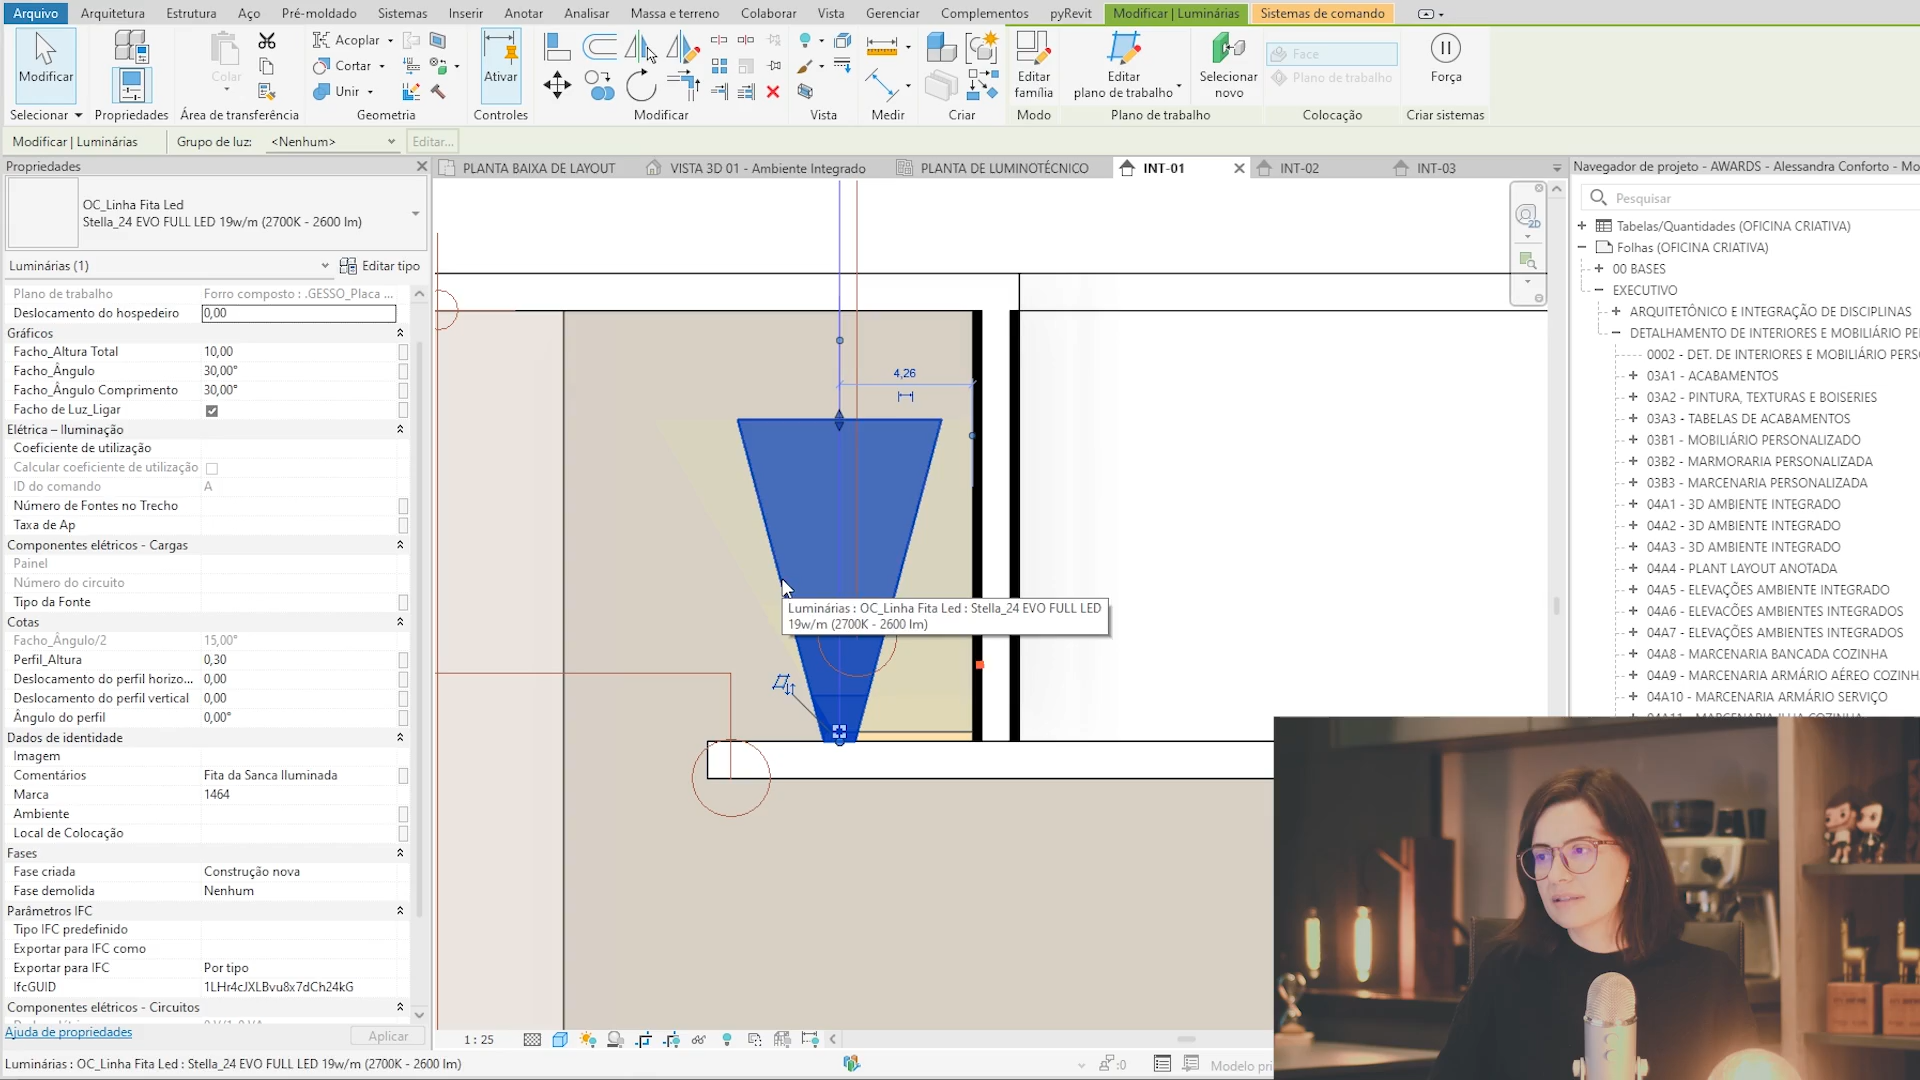 Arquivo Arquitetura Estrutura Aço Pré-moldado Sistemas Inserir Anotar Analisar Massa e terreno Colaborar Vista Gerenciar Complementos pyRevit Modificar | Luminárias Sistemas de comando
Modificar
Colar
Acoplar
Cortar
Unir
Ativar
Editar família
Editar plano de trabalho
Selecionar novo
Face
Plano de trabalho
Força
Selecionar Propriedades Área de transferência Geometria Controles Modificar Vista Medir Criar Modo Plano de trabalho Colocação Criar sistemas
Modificar | Luminárias Grupo de luz: <Nenhum> Editar...
Propriedades
PLANTA BAIXA DE LAYOUT VISTA 3D 01 - Ambiente Integrado PLANTA DE LUMINOTÉCNICO INT-01 INT-02 INT-03
OC_Linha Fita Led
Stella_24 EVO FULL LED 19w/m (2700K - 2600 lm)
Luminárias (1) Editar tipo
Plano de trabalho Forro composto : .GESSO_Placa ...
Deslocamento do hospedeiro 0,00
Gráficos
Facho_Altura Total 10,00
Facho_Ângulo 30,00°
Facho_Ângulo Comprimento 30,00°
Facho de Luz_Ligar
Elétrica – Iluminação
Coeficiente de utilização
Calcular coeficiente de utilização
ID do comando A
Número de Fontes no Trecho
Taxa de Ap
Componentes elétricos - Cargas
Painel
Número do circuito
Tipo da Fonte
Cotas
Facho_Ângulo/2 15,00°
Perfil_Altura 0,30
Deslocamento do perfil horizo... 0,00
Deslocamento do perfil vertical 0,00
Ângulo do perfil 0,00°
Dados de identidade
Imagem
Comentários Fita da Sanca Iluminada
Marca 1464
Ambiente
Local de Colocação
Fases
Fase criada Construção nova
Fase demolida Nenhum
Parâmetros IFC
Tipo IFC predefinido
Exportar para IFC como
Exportar para IFC Por tipo
IfcGUID 1LHr4cJXLBvu8x7dCh24kG
Componentes elétricos - Circuitos
Ajuda de propriedades Aplicar
4,26
Luminárias : OC_Linha Fita Led : Stella_24 EVO FULL LED
19w/m (2700K - 2600 lm)
2D
1 : 25
Luminárias : OC_Linha Fita Led : Stella_24 EVO FULL LED 19w/m (2700K - 2600 lm)
:0
Modelo pri
Navegador de projeto - AWARDS - Alessandra Conforto - Mo
Pesquisar
Tabelas/Quantidades (OFICINA CRIATIVA)
Folhas (OFICINA CRIATIVA)
00 BASES
EXECUTIVO
ARQUITETÔNICO E INTEGRAÇÃO DE DISCIPLINAS
DETALHAMENTO DE INTERIORES E MOBILIÁRIO PE
0002 - DET. DE INTERIORES E MOBILIÁRIO PERS
03A1 - ACABAMENTOS
03A2 - PINTURA, TEXTURAS E BOISERIES
03A3 - TABELAS DE ACABAMENTOS
03B1 - MOBILIÁRIO PERSONALIZADO
03B2 - MARMORARIA PERSONALIZADA
03B3 - MARCENARIA PERSONALIZADA
04A1 - 3D AMBIENTE INTEGRADO
04A2 - 3D AMBIENTE INTEGRADO
04A3 - 3D AMBIENTE INTEGRADO
04A4 - PLANT LAYOUT ANOTADA
04A5 - ELEVAÇÕES AMBIENTE INTEGRADO
04A6 - ELEVAÇÕES AMBIENTE INTEGRADOS
04A7 - ELEVAÇÕES AMBIENTE INTEGRADOS
04A8 - MARCENARIA BANCADA COZINHA
04A9 - MARCENARIA ARMÁRIO AÉREO COZINH
04A10 - MARCENARIA ARMÁRIO SERVIÇO